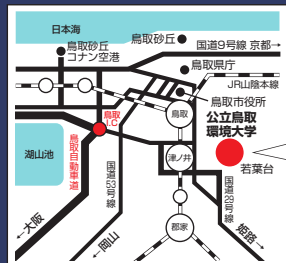 日本海
鳥取砂丘
国道9号線 京都→
鳥取砂丘
コナン空港
鳥取県庁
JR山陰本線
鳥取市役所
鳥取
鳥取
I.C
公立鳥取
環境大学
湖山池
鳥取自動車道
津ノ井
若葉台
国道53号線
国道29号線
←大阪
←岡山
郡家
姫路→